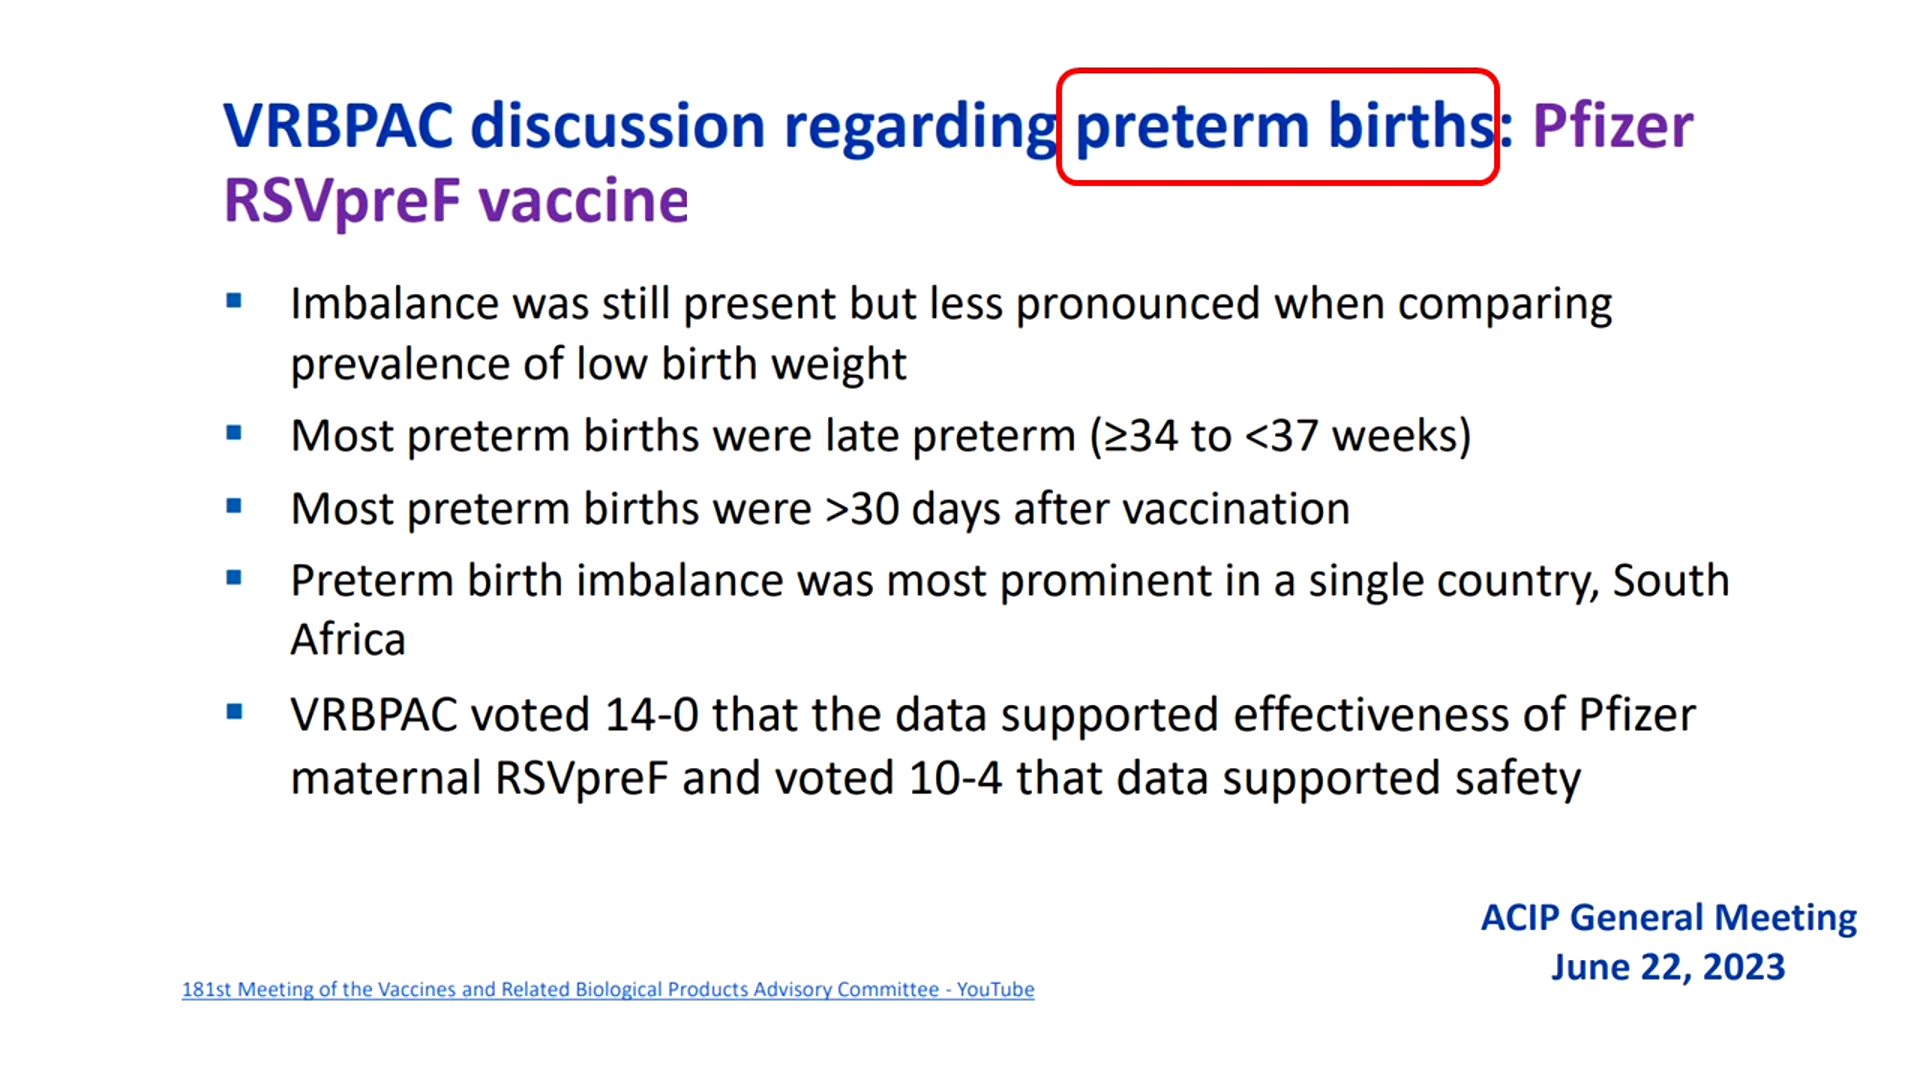 VRBPAC discussion regarding preterm births: Pfizer
RSVpreF vaccine
▪ Imbalance was still present but less pronounced when comparing
prevalence of low birth weight
▪ Most preterm births were late preterm (≥34 to <37 weeks)
▪ Most preterm births were >30 days after vaccination
▪ Preterm birth imbalance was most prominent in a single country, South
Africa
▪ VRBPAC voted 14-0 that the data supported effectiveness of Pfizer
maternal RSVpreF and voted 10-4 that data supported safety
ACIP General Meeting
June 22, 2023
181st Meeting of the Vaccines and Related Biological Products Advisory Committee - YouTube